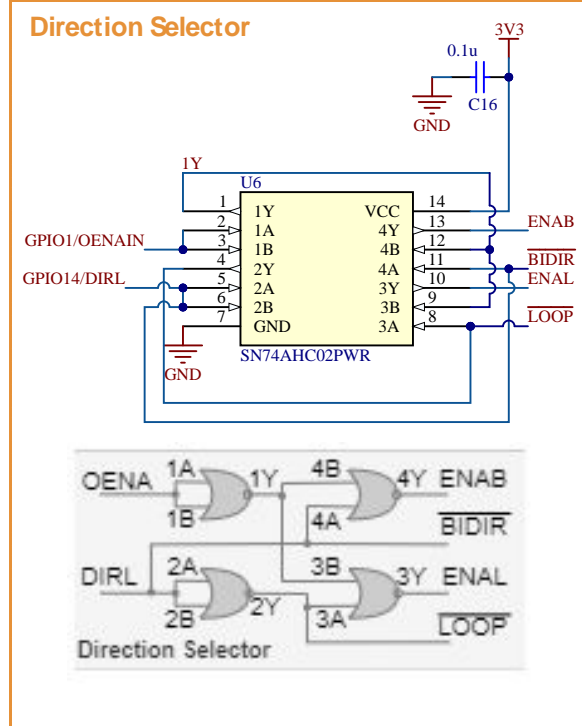 Direction Selector
3V3
0.1u
C16
GND
1Y
U6
1 1Y VCC 14
2 1A 4Y 13 ENAB
GPIO1/OENAIN 3 1B 4B 12
4 2Y 4A 11 BIDIR
GPIO14/DIRL 5 2A 3Y 10 ENAL
6 2B 3B 9
7 GND 3A 8 LOOP
GND
SN74AHC02PWR
OENA 1A 1Y 4B 4Y ENAB
1B 4A BIDIR
DIRL 2A 3B 3Y ENAL
2B 2Y 3A LOOP
Direction Selector